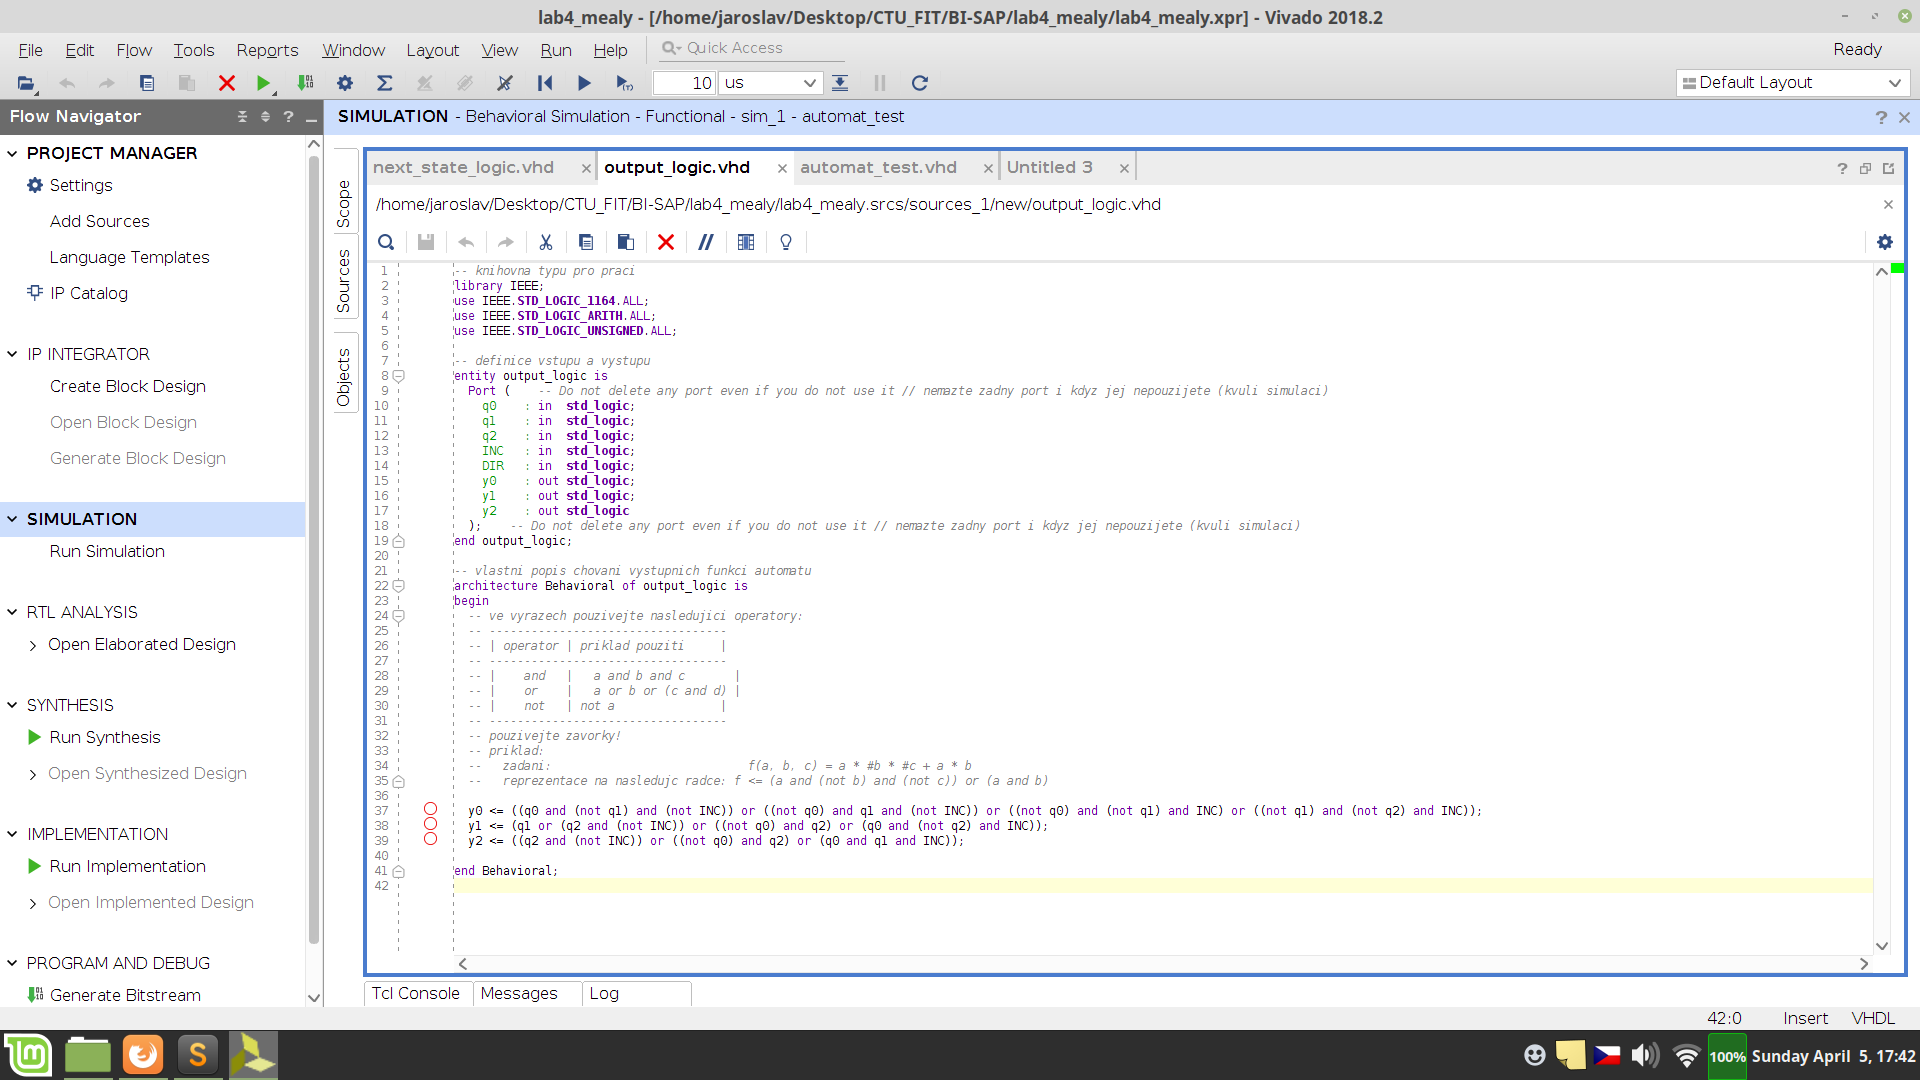 lab4_mealy - [/home/jaroslav/Desktop/CTU_FIT/BI-SAP/lab4_mealy/lab4_mealy.xpr] - Vivado 2018.2
File Edit Flow Tools Reports Window Layout View Run Help Quick Access Ready
10 us Default Layout
Flow Navigator
SIMULATION - Behavioral Simulation - Functional - sim_1 - automat_test
PROJECT MANAGER
Settings
Add Sources
Language Templates
IP Catalog
IP INTEGRATOR
Create Block Design
Open Block Design
Generate Block Design
SIMULATION
Run Simulation
RTL ANALYSIS
Open Elaborated Design
SYNTHESIS
Run Synthesis
Open Synthesized Design
IMPLEMENTATION
Run Implementation
Open Implemented Design
PROGRAM AND DEBUG
Generate Bitstream
Scope
Sources
Objects
next_state_logic.vhd output_logic.vhd automat_test.vhd Untitled 3
/home/jaroslav/Desktop/CTU_FIT/BI-SAP/lab4_mealy/lab4_mealy.srcs/sources_1/new/output_logic.vhd
1 -- knihovna typu pro praci
2 library IEEE;
3 use IEEE.STD_LOGIC_1164.ALL;
4 use IEEE.STD_LOGIC_ARITH.ALL;
5 use IEEE.STD_LOGIC_UNSIGNED.ALL;
6
7 -- definice vstupu a vystupu
8 entity output_logic is
9 Port ( -- Do not delete any port even if you do not use it // nemazte zadny port i kdyz jej nepouzijete (kvuli simulaci)
10 q0 : in std_logic;
11 q1 : in std_logic;
12 q2 : in std_logic;
13 INC : in std_logic;
14 DIR : in std_logic;
15 y0 : out std_logic;
16 y1 : out std_logic;
17 y2 : out std_logic
18 ); -- Do not delete any port even if you do not use it // nemazte zadny port i kdyz jej nepouzijete (kvuli simulaci)
19 end output_logic;
20
21 -- vlastni popis chovani vystupnich funkci automatu
22 architecture Behavioral of output_logic is
23 begin
24 -- ve vyrazech pouzivejte nasledujici operatory:
25 -- ----------------------------------
26 -- | operator | priklad pouziti |
27 -- ----------------------------------
28 -- | and | a and b and c |
29 -- | or | a or b or (c and d) |
30 -- | not | not a |
31 -- ----------------------------------
32 -- pouzivejte zavorky!
33 -- priklad:
34 -- zadani: f(a, b, c) = a * #b * #c + a * b
35 -- reprezentace na nasledujc radce: f <= (a and (not b) and (not c)) or (a and b)
36
37 y0 <= ((q0 and (not q1) and (not INC)) or ((not q0) and q1 and (not INC)) or ((not q0) and (not q1) and INC) or ((not q1) and (not q2) and INC));
38 y1 <= (q1 or (q2 and (not INC)) or ((not q0) and q2) or (q0 and (not q2) and INC));
39 y2 <= ((q2 and (not INC)) or ((not q0) and q2) or (q0 and q1 and INC));
40
41 end Behavioral;
42
Tcl Console Messages Log
42:0 Insert VHDL
100% Sunday April 5, 17:42